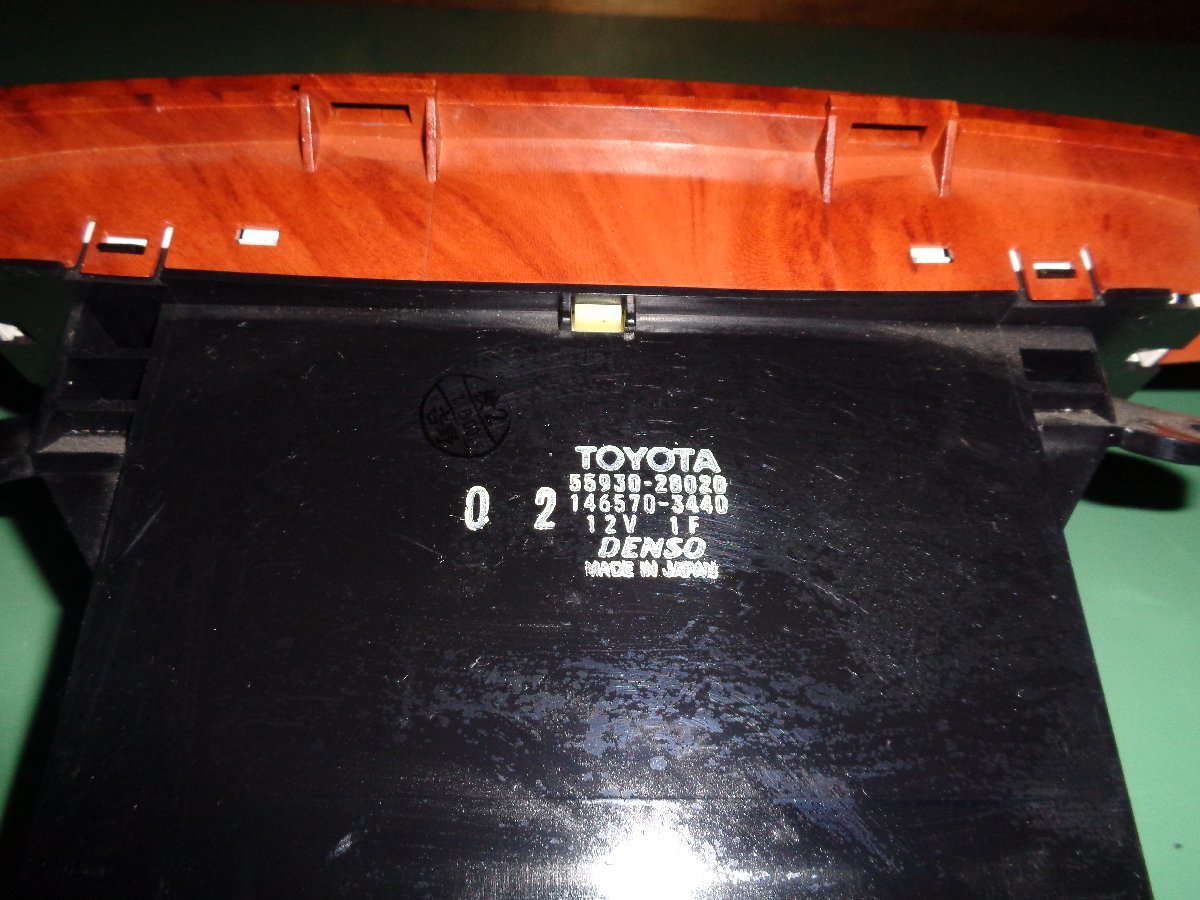 TOYOTA
55930-28020
146570-3440
0 2
12V 1F
DENSO
MADE IN JAPAN